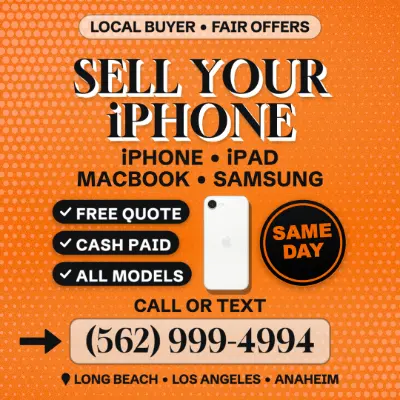 LOCAL BUYER • FAIR OFFERS
SELL YOUR
iPHONE
iPHONE • iPAD
MACBOOK • SAMSUNG
✓ FREE QUOTE
✓ CASH PAID
✓ ALL MODELS
SAME
DAY
CALL OR TEXT
(562) 999-4994
LONG BEACH • LOS ANGELES • ANAHEIM